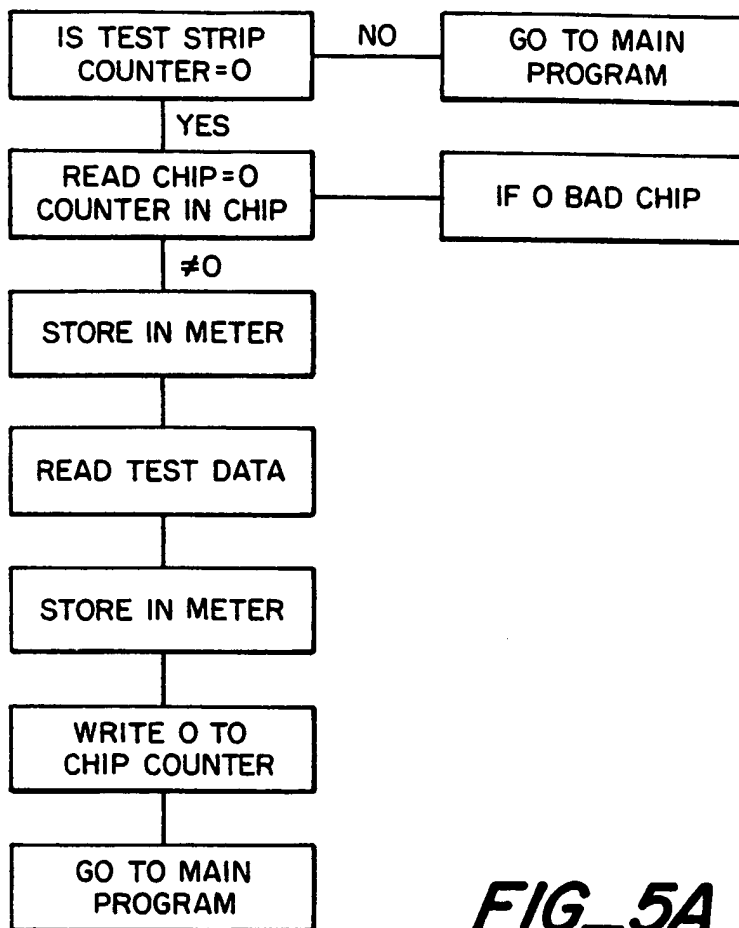 IS TEST STRIP
COUNTER=0
NO
GO TO MAIN
PROGRAM
YES
READ CHIP=0
COUNTER IN CHIP
IF 0 BAD CHIP
≠0
STORE IN METER
READ TEST DATA
STORE IN METER
WRITE 0 TO
CHIP COUNTER
GO TO MAIN
PROGRAM
FIG_5A